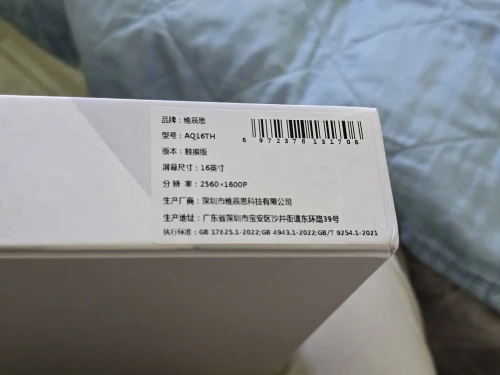 品牌：维辰思
型号：AQ16TH
版本：触摸版
屏幕尺寸：16英寸
分 辨 率：2560×1600P
生产厂商：深圳市维辰思科技有限公司
生产地址：广东省深圳市宝安区沙井街道东环路39号
执行标准：GB 17625.1-2022;GB 4943.1-2022;GB/T 9254.1-2021
6 972378 131706